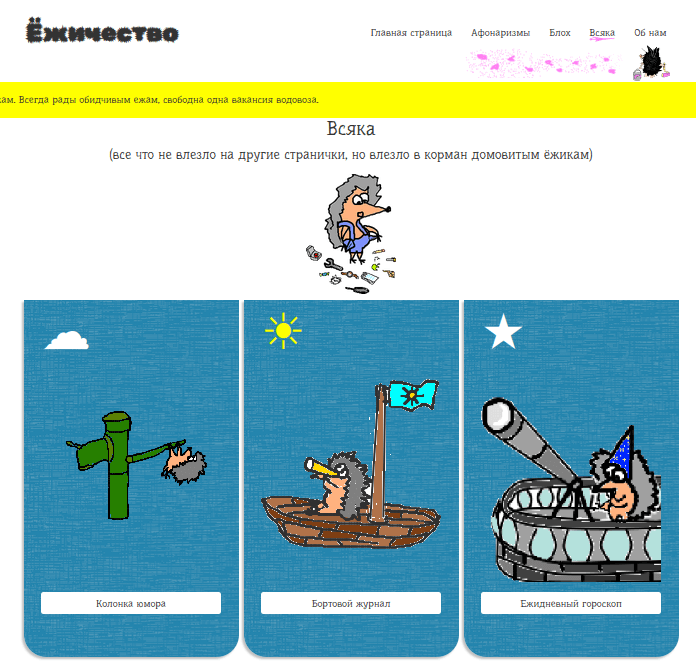 Ёжичество
Главная страница Афоризмы Блох Всяка Об нам
кам. Всегда рады обидчивым ежам, свободна одна вакансия водовоза.
Всяка
(все что не влезло на другие странички, но влезло в корман домовитым ёжикам)
Колонка юмора
Бортовой журнал
Ежидневный гороскоп